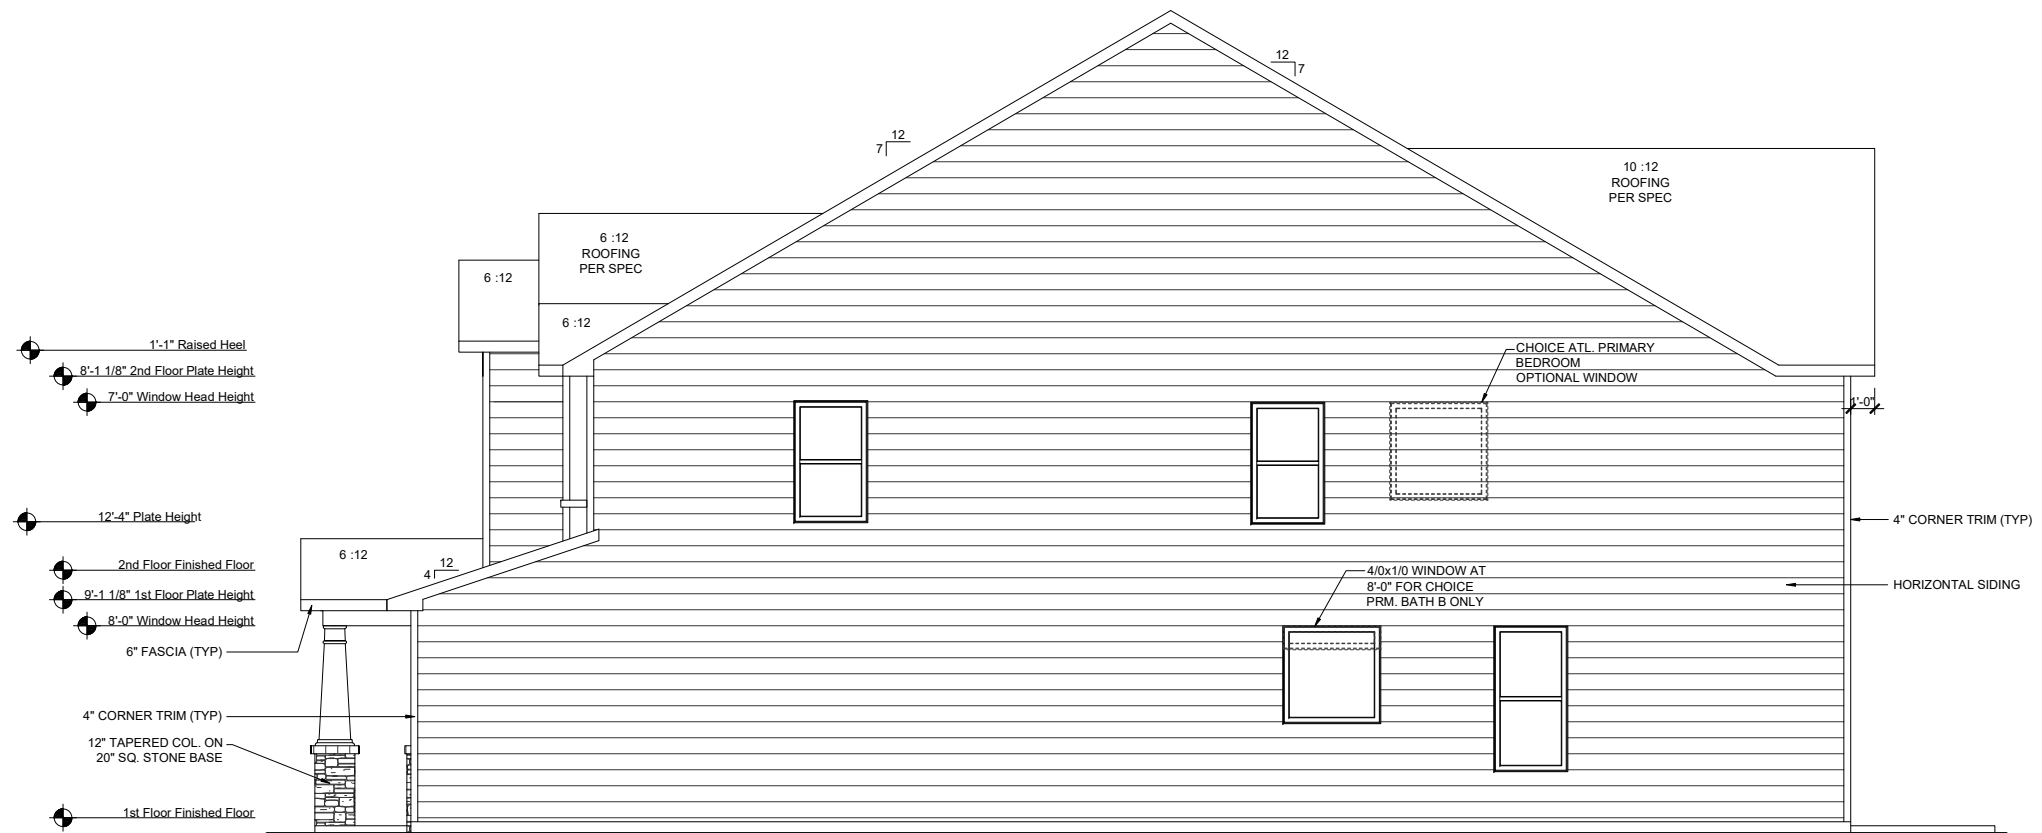 12
7
12
7
10 :12
ROOFING
PER SPEC
6 :12
ROOFING
PER SPEC
6 :12
6 :12
1'-1" Raised Heel
8'-1 1/8" 2nd Floor Plate Height
7'-0" Window Head Height
CHOICE ATL. PRIMARY
BEDROOM
OPTIONAL WINDOW
1'-0"
12'-4" Plate Height
4" CORNER TRIM (TYP)
6 :12
12
4
2nd Floor Finished Floor
9'-1 1/8" 1st Floor Plate Height
8'-0" Window Head Height
4/0x1/0 WINDOW AT
8'-0" FOR CHOICE
PRM. BATH B ONLY
HORIZONTAL SIDING
6" FASCIA (TYP)
4" CORNER TRIM (TYP)
12" TAPERED COL. ON
20" SQ. STONE BASE
1st Floor Finished Floor